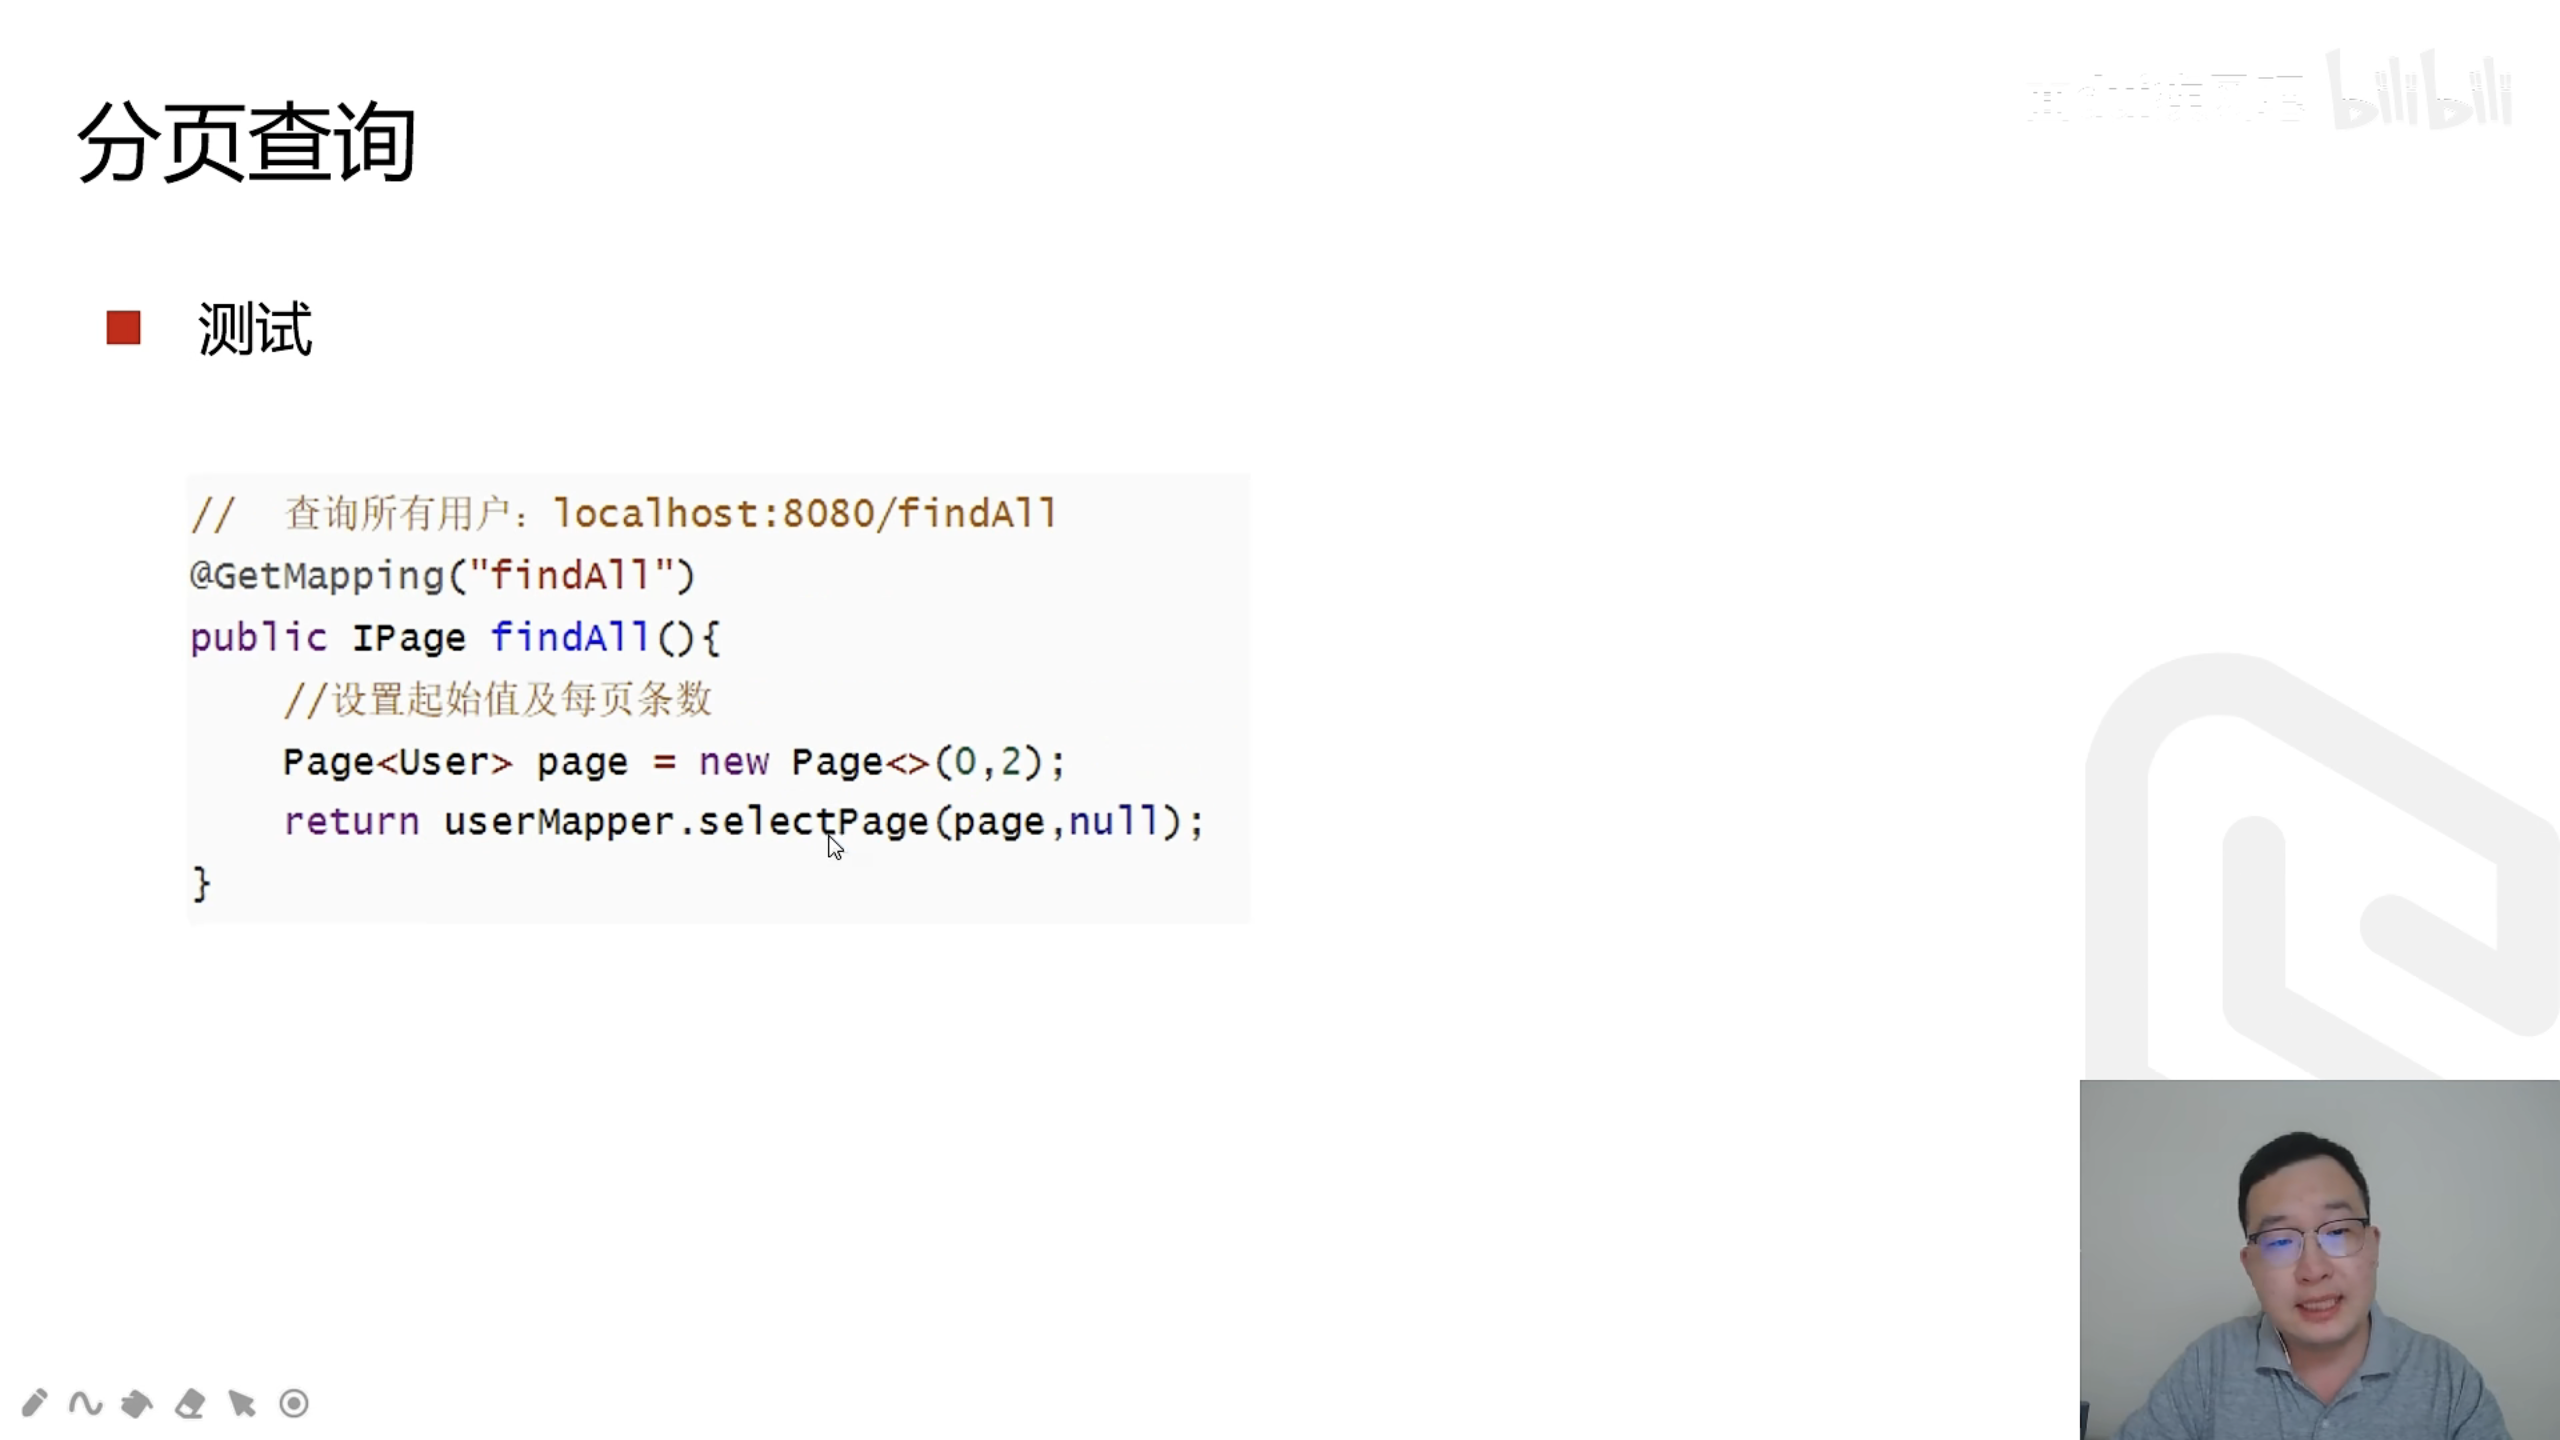 分页查询
bilibili
测试
// 查询所有用户：localhost:8080/findAll
@GetMapping("findAll")
public IPage findAll(){
//设置起始值及每页条数
Page<User> page = new Page<>(0,2);
return userMapper.selectPage(page,null);
}